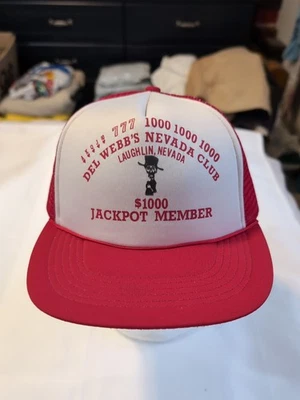 777 1000 1000 1000
DEL WEBB'S NEVADA CLUB
LAUGHLIN, NEVADA
$1000
JACKPOT MEMBER